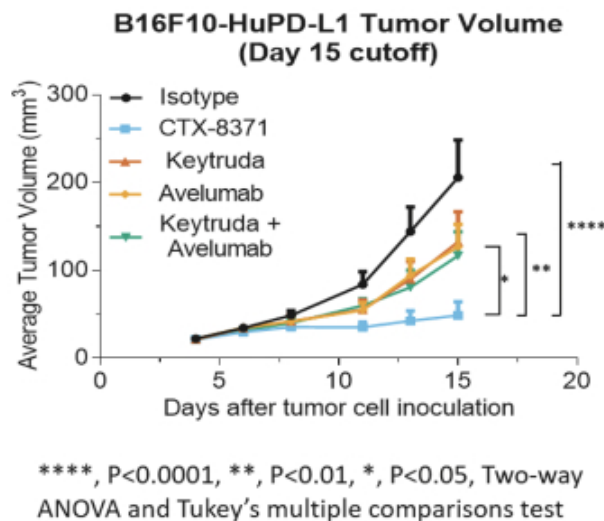 B16F10-HuPD-L1 Tumor Volume
(Day 15 cutoff)
Average Tumor Volume (mm³)
300
200
100
0
Isotype
CTX-8371
Keytruda
Avelumab
Keytruda +
Avelumab
*
**
****
0
5
10
15
20
Days after tumor cell inoculation
****, P<0.0001, **, P<0.01, *, P<0.05, Two-way
ANOVA and Tukey's multiple comparisons test